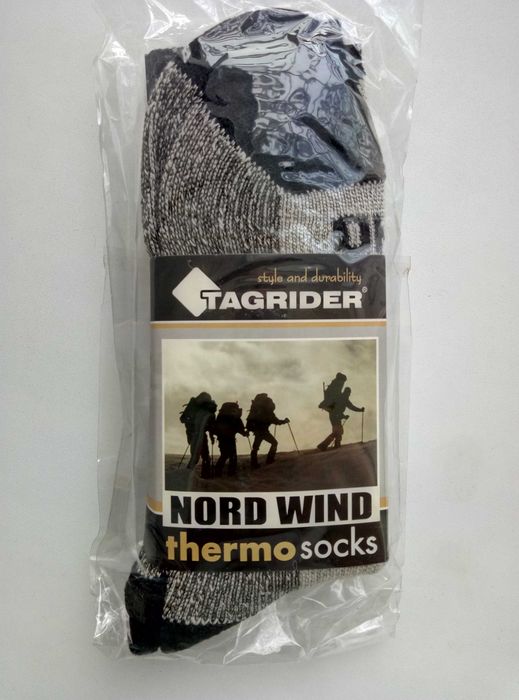 style and durability
TAGRIDER®
NORD WIND
thermo socks